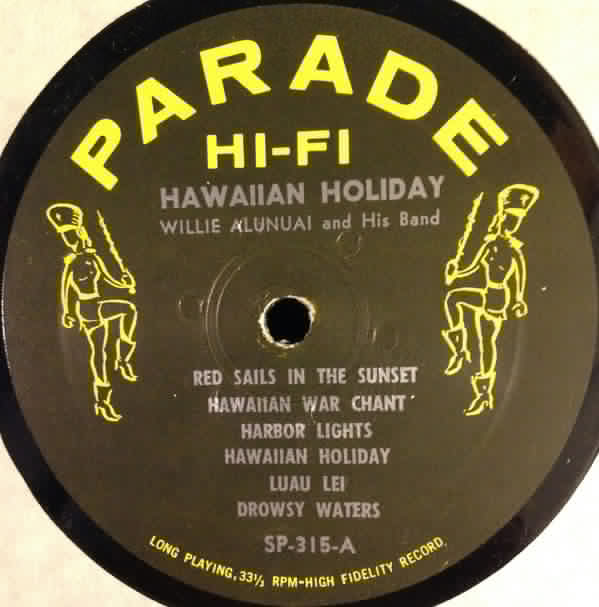 PARADE
HI-FI
HAWAIIAN HOLIDAY
WILLIE ALUNUAI and His Band
RED SAILS IN THE SUNSET
HAWAIIAN WAR CHANT
HARBOR LIGHTS
HAWAIIAN HOLIDAY
LUAU LEI
DROWSY WATERS
SP-315-A
LONG PLAYING, 33⅓ RPM-HIGH FIDELITY RECORD.